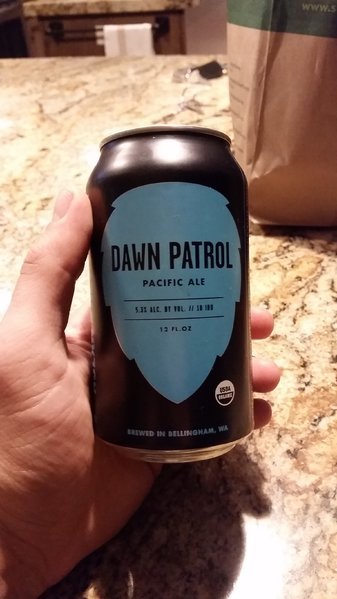 www.s
DAWN PATROL
PACIFIC ALE
5.3% ALC. BY VOL. // 18 IBU
12 FL.OZ
USDA
ORGANIC
BREWED IN BELLINGHAM, WA